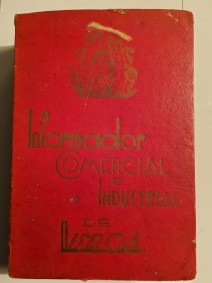 O
Informador
COMERCIAL
E
INDUSTRIAL
DE
LISBOA